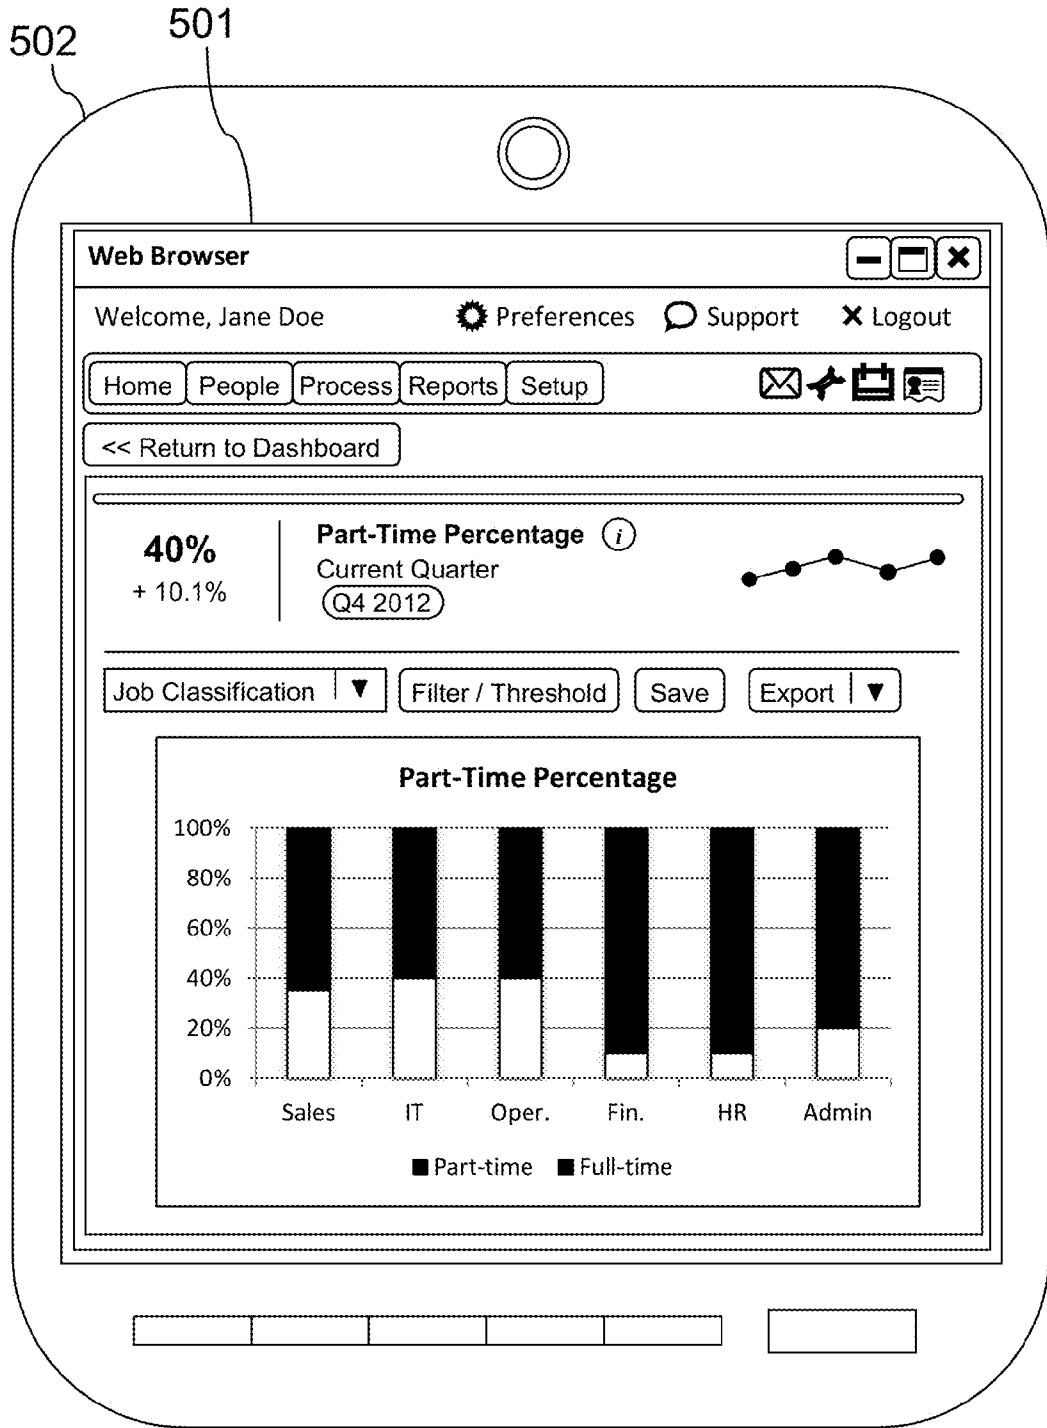 502
501
Web Browser
Welcome, Jane Doe Preferences Support Logout
Home People Process Reports Setup
<< Return to Dashboard
40% Part-Time Percentage i
+ 10.1% Current Quarter
Q4 2012
Job Classification Filter / Threshold Save Export
Part-Time Percentage
100%
80%
60%
40%
20%
0%
Sales IT Oper. Fin. HR Admin
Part-time Full-time